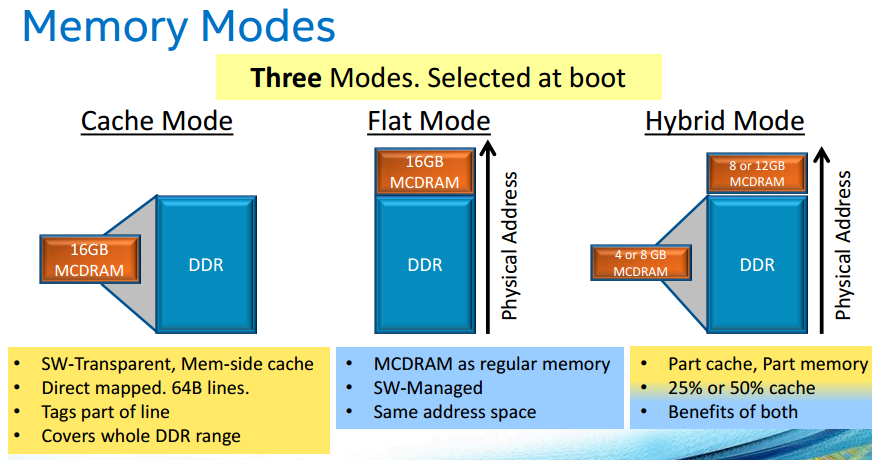 Memory Modes
Three Modes. Selected at boot
Cache Mode
16GB
MCDRAM
DDR
• SW-Transparent, Mem-side cache
• Direct mapped. 64B lines.
• Tags part of line
• Covers whole DDR range
Flat Mode
16GB
MCDRAM
DDR
Physical Address
• MCDRAM as regular memory
• SW-Managed
• Same address space
Hybrid Mode
8 or 12GB
MCDRAM
4 or 8 GB
MCDRAM
DDR
Physical Address
• Part cache, Part memory
• 25% or 50% cache
• Benefits of both